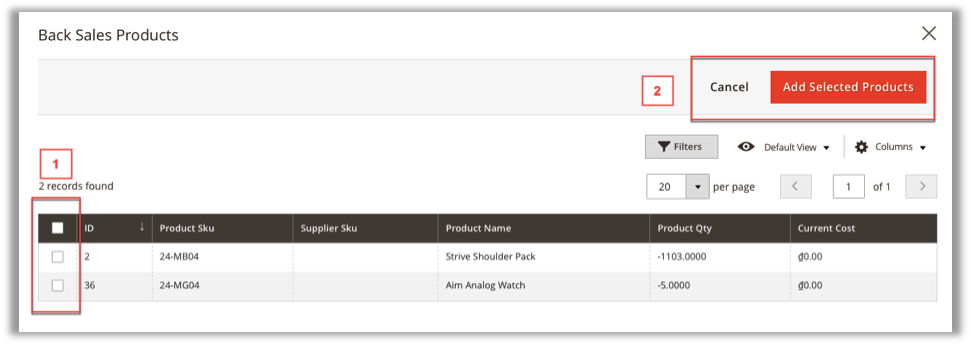 Back Sales Products
2 Cancel Add Selected Products
Filters Default View Columns
1
2 records found 20 per page 1 of 1
ID ↓ Product Sku Supplier Sku Product Name Product Qty Current Cost
2 24-MB04 Strive Shoulder Pack -1103.0000 ₫0.00
36 24-MG04 Aim Analog Watch -5.0000 ₫0.00